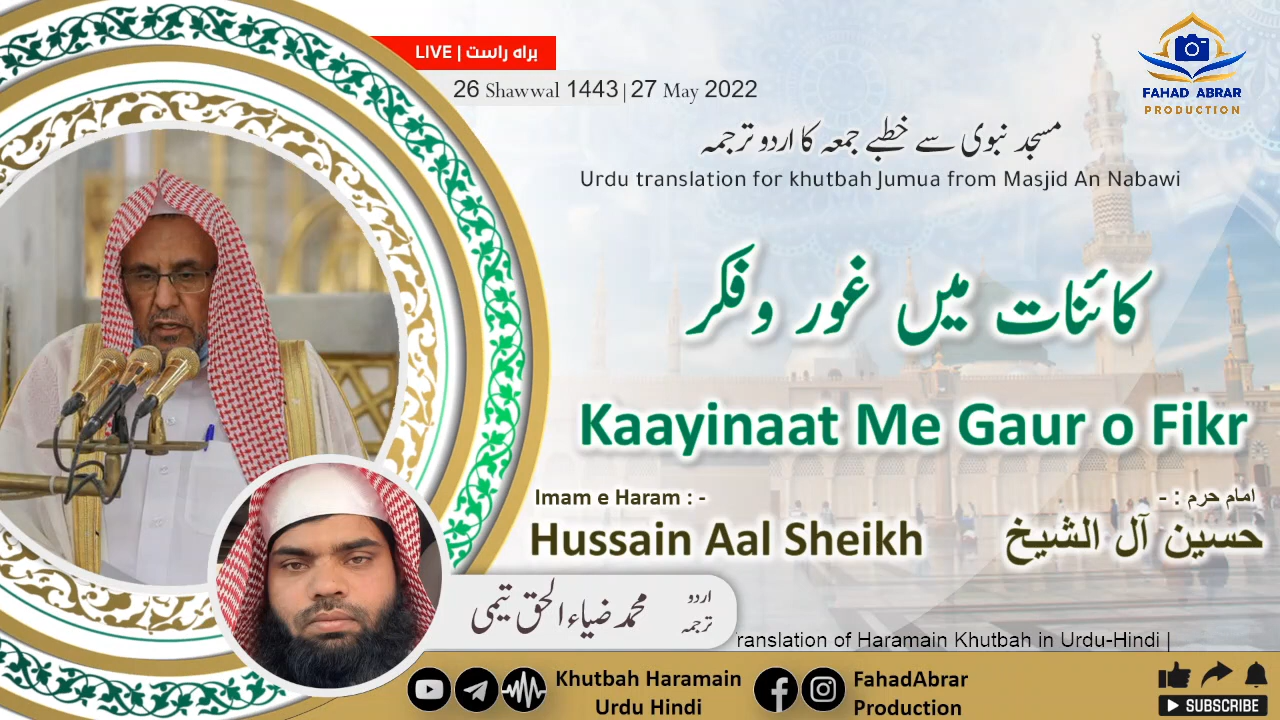 LIVE | براہ راست
26 Shawwal 1443 | 27 May 2022
FAHAD ABRAR
PRODUCTION
مسجد نبوی سے خطبے جمعہ کا اردو ترجمہ
Urdu translation for khutbah Jumua from Masjid An Nabawi
کائنات میں غور و فکر
Kaayinaat Me Gaur o Fikr
Imam e Haram : -
امام حرم : -
Hussain Aal Sheikh
حسين آل الشيخ
اردو
ترجمہ
محمد ضیاء الحق تیمی
ranslation of Haramain Khutbah in Urdu-Hindi |
Khutbah Haramain
Urdu Hindi
FahadAbrar
Production
SUBSCRIBE